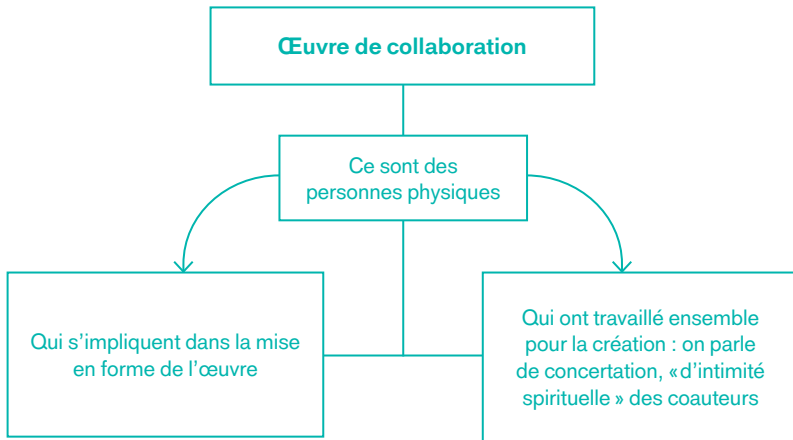 Œuvre de collaboration
Ce sont des
personnes physiques
Qui s’impliquent dans la mise
en forme de l’œuvre
Qui ont travaillé ensemble
pour la création : on parle
de concertation, «d’intimité
spirituelle » des coauteurs